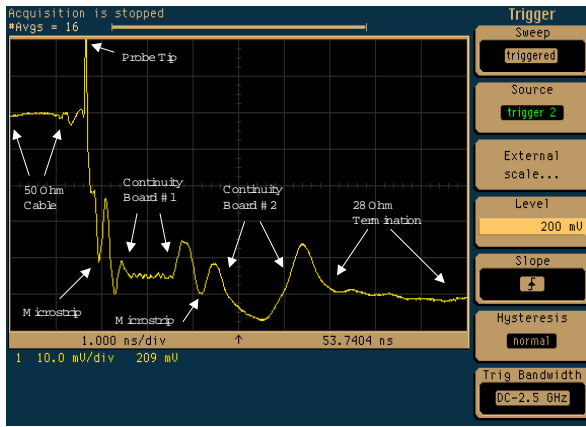 Acquisition is stopped
#Avgs = 16
Probe Tip
50 Ohm
Cable
Continuity
Board #1
Continuity
Board #2
28 Ohm
Termination
Microstrip
Microstrip
1.000 ns/div
53.7404 ns
1 10.0 mV/div 209 mV
Trigger
Sweep
triggered
Source
trigger 2
External
scale...
Level
200 mV
Slope
Hysteresis
normal
Trig Bandwidth
DC-2.5 GHz